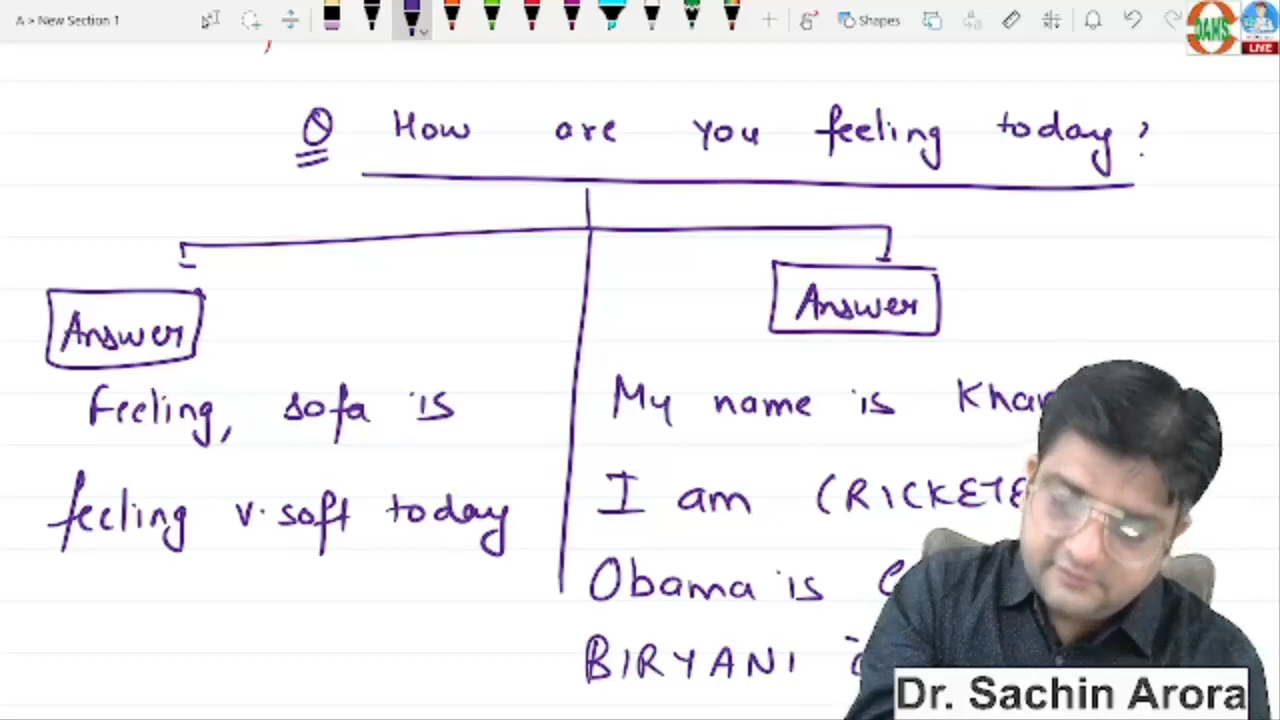 A > New Section 1
Shapes
DAMS
LIVE
Q How are you feeling today?
Answer
Feeling, sofa is
feeling v. soft today
Answer
My name is
I am
Obama is
BIRYANI
Dr. Sachin Arora